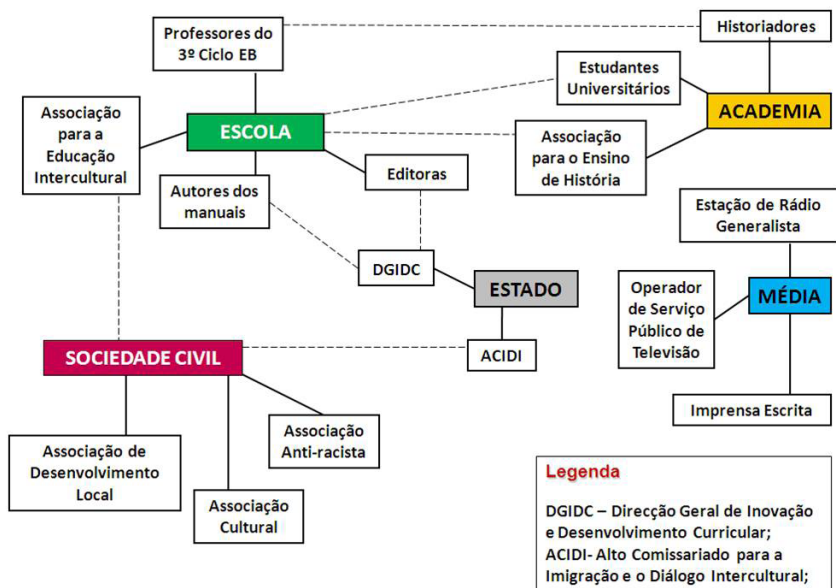 Professores do
3º Ciclo EB
Historiadores
Estudantes
Universitários
ACADEMIA
Associação
para a
Educação
Intercultural
ESCOLA
Associação
para o Ensino
de História
Autores dos
manuais
Editoras
Estação de Rádio
Generalista
DGIDC
ESTADO
Operador
de Serviço
Público de
Televisão
MÉDIA
SOCIEDADE CIVIL
ACIDI
Imprensa Escrita
Associação
Anti-racista
Associação de
Desenvolvimento
Local
Associação
Cultural
Legenda
DGIDC – Direcção Geral de Inovação
e Desenvolvimento Curricular;
ACIDI- Alto Comissariado para a
Imigração e o Diálogo Intercultural;